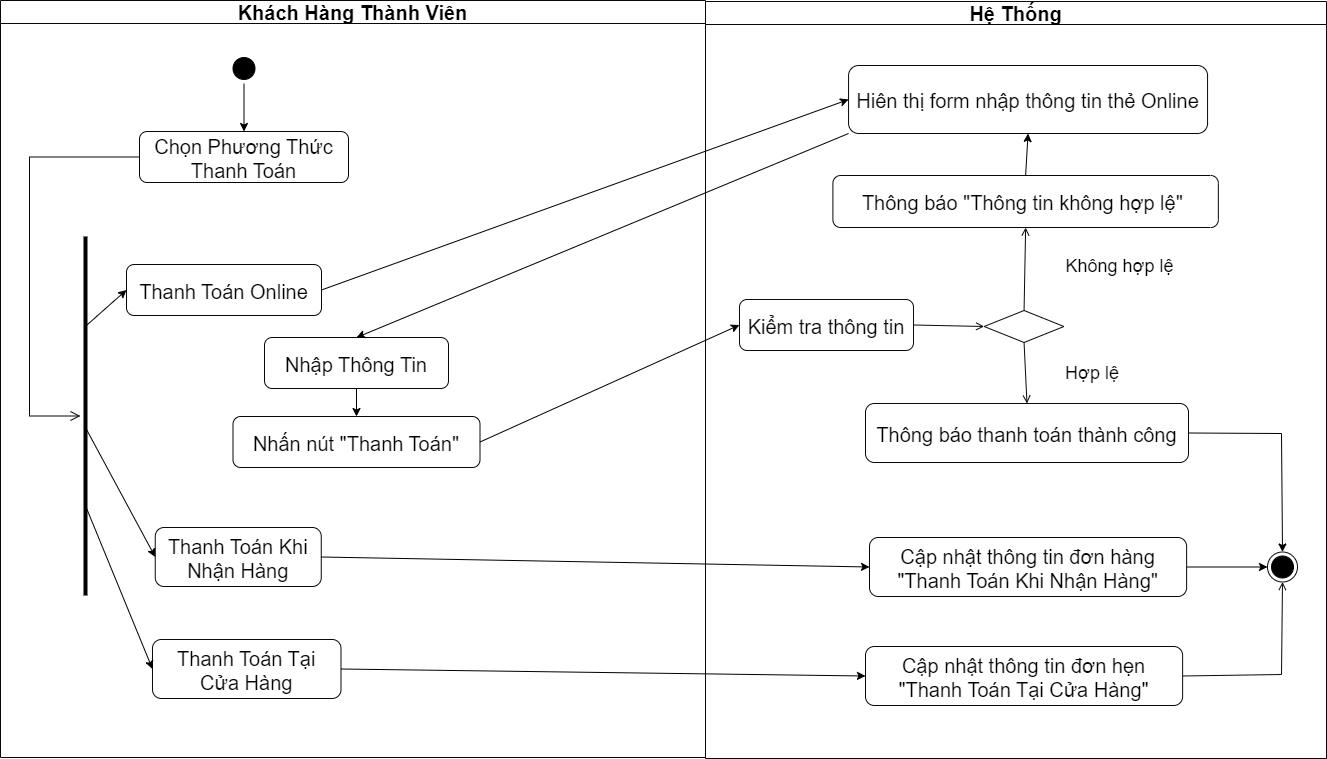 Khách Hàng Thành Viên
Hệ Thống
Chọn Phương Thức
Thanh Toán
Hiên thị form nhập thông tin thẻ Online
Thông báo "Thông tin không hợp lệ"
Không hợp lệ
Thanh Toán Online
Kiểm tra thông tin
Nhập Thông Tin
Hợp lệ
Nhấn nút "Thanh Toán"
Thông báo thanh toán thành công
Thanh Toán Khi
Nhận Hàng
Cập nhật thông tin đơn hàng
"Thanh Toán Khi Nhận Hàng"
Thanh Toán Tại
Cửa Hàng
Cập nhật thông tin đơn hẹn
"Thanh Toán Tại Cửa Hàng"